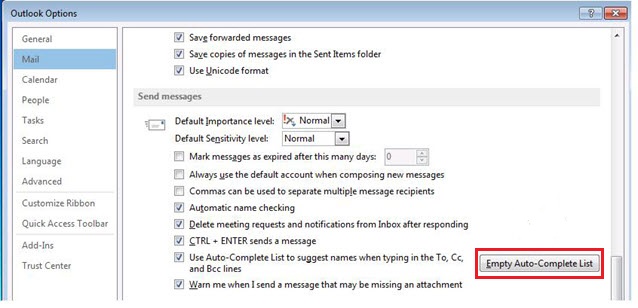 Outlook Options
General
Mail
Calendar
People
Tasks
Search
Language
Advanced
Customize Ribbon
Quick Access Toolbar
Add-Ins
Trust Center
Save forwarded messages
Save copies of messages in the Sent Items folder
Use Unicode format
Send messages
Default Importance level: Normal
Default Sensitivity level: Normal
Mark messages as expired after this many days: 0
Always use the default account when composing new messages
Commas can be used to separate multiple message recipients
Automatic name checking
Delete meeting requests and notifications from Inbox after responding
CTRL + ENTER sends a message
Use Auto-Complete List to suggest names when typing in the To, Cc,
and Bcc lines
Empty Auto-Complete List
Warn me when I send a message that may be missing an attachment